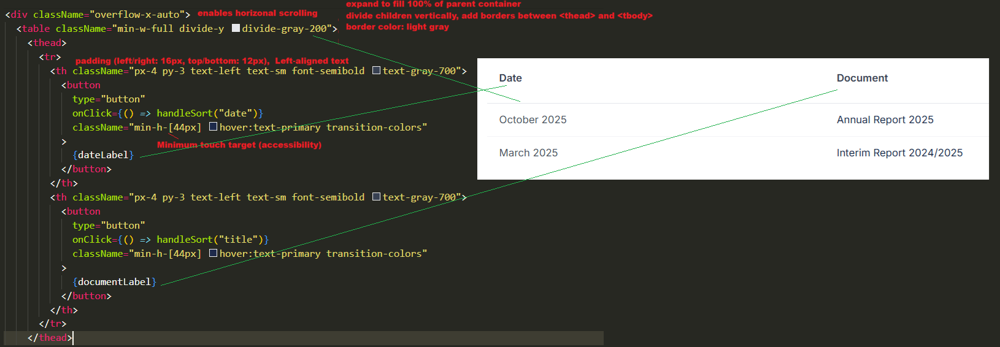 expand to fill 100% of parent container
<div className="overflow-x-auto"> enables horizonal scrolling
divide children vertically, add borders between <thead> and <tbody>
<table className="min-w-full divide-y divide-gray-200"> border color: light gray
<thead>
<tr>
padding (left/right: 16px, top/bottom: 12px), Left-aligned text
<th className="px-4 py-3 text-left text-sm font-semibold text-gray-700">
<button
type="button"
onClick={() => handleSort("date")}
className="min-h-[44px] hover:text-primary transition-colors"
>
Minimum touch target (accessibility)
{dateLabel}
</button>
</th>
<th className="px-4 py-3 text-left text-sm font-semibold text-gray-700">
<button
type="button"
onClick={() => handleSort("title")}
className="min-h-[44px] hover:text-primary transition-colors"
>
{documentLabel}
</button>
</th>
</tr>
</thead>
Date Document
October 2025 Annual Report 2025
March 2025 Interim Report 2024/2025